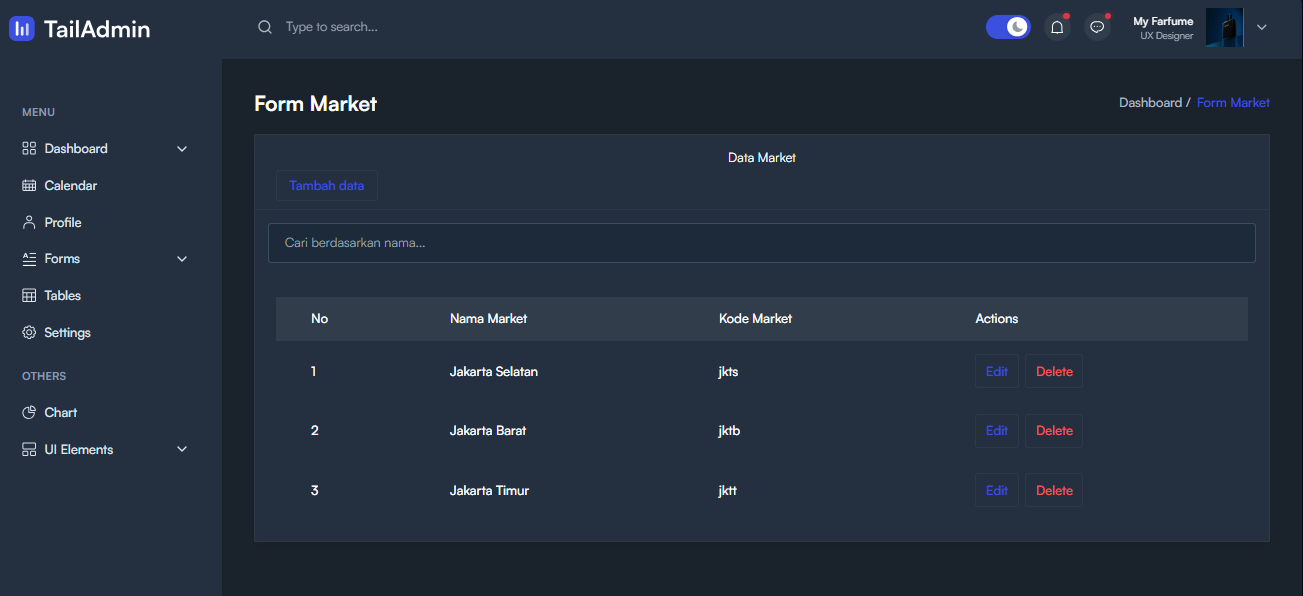 TailAdmin
Type to search...
My Farfume
UX Designer
MENU
Dashboard
Calendar
Profile
Forms
Tables
Settings
OTHERS
Chart
UI Elements
Form Market
Dashboard / Form Market
Data Market
Tambah data
Cari berdasarkan nama...
No Nama Market Kode Market Actions
1 Jakarta Selatan jkts Edit Delete
2 Jakarta Barat jktb Edit Delete
3 Jakarta Timur jktt Edit Delete